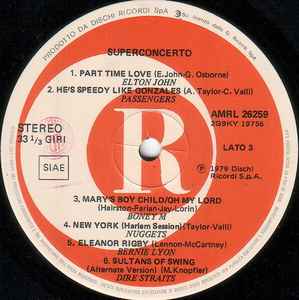 PRODOTTO DA DISCHI RICORDI SpA
SUPERCONCERTO
1. PART TIME LOVE (E.John-G. Osborne)
ELTON JOHN
2. HE'S SPEEDY LIKE GONZALES (A. Taylor-C. Valli)
PASSENGERS
AMRL 26259
2G9KY 19756
STEREO
33 1/3 GIRI
LATO 3
SIAE
R
℗ 1979 Dischi
Ricordi S.p.A.
3. MARY'S BOY CHILD/OH MY LORD
(Hairston-Farian-Jay-Lorin)
BONEY M
4. NEW YORK (Harlem Session)(Taylor-Valli)
NUGGETS
5. ELEANOR RIGBY (Lennon-McCartney)
BERNIE LYON
6. SULTANS OF SWING
(Alternate Version) (M.Knopfler)
DIRE STRAITS